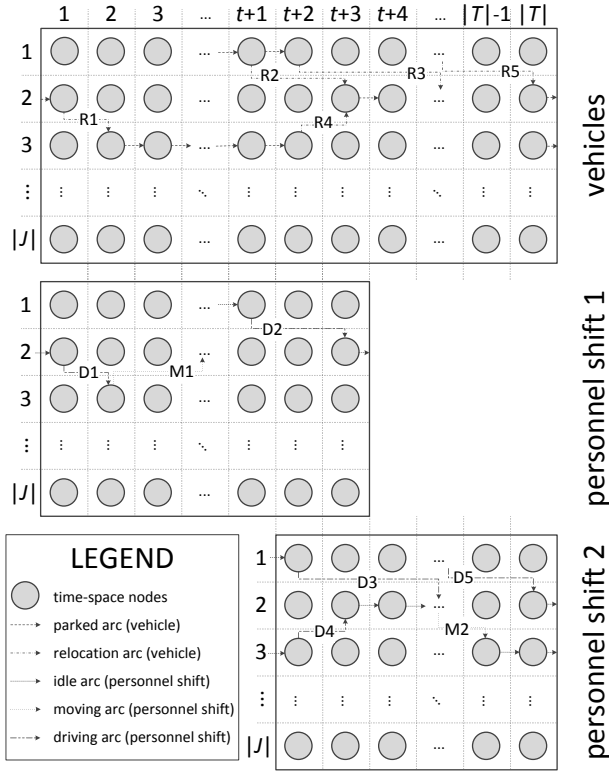 1 2 3 ... t+1 t+2 t+3 t+4 ... |T|-1 |T|
1 ...
R2 R3 R5
2 ...
R1
3 ...
R4
⋮ ⋮ ⋮ ⋮ ⋱ ⋮ ⋮ ⋮ ⋮ ⋱ ⋮ ⋮
|J| ... ...
vehicles
1 ...
D2
2 ...
D1 M1
3 ...
⋮ ⋮ ⋮ ⋮ ⋱ ⋮ ⋮ ⋮
|J| ...
personnel shift 1
1 ...
D3 D5
2 ...
D4 M2
3
⋮ ⋮ ⋮ ⋮ ⋱ ⋮ ⋮
|J| ...
personnel shift 2
LEGEND
time-space nodes
parked arc (vehicle)
relocation arc (vehicle)
idle arc (personnel shift)
moving arc (personnel shift)
driving arc (personnel shift)